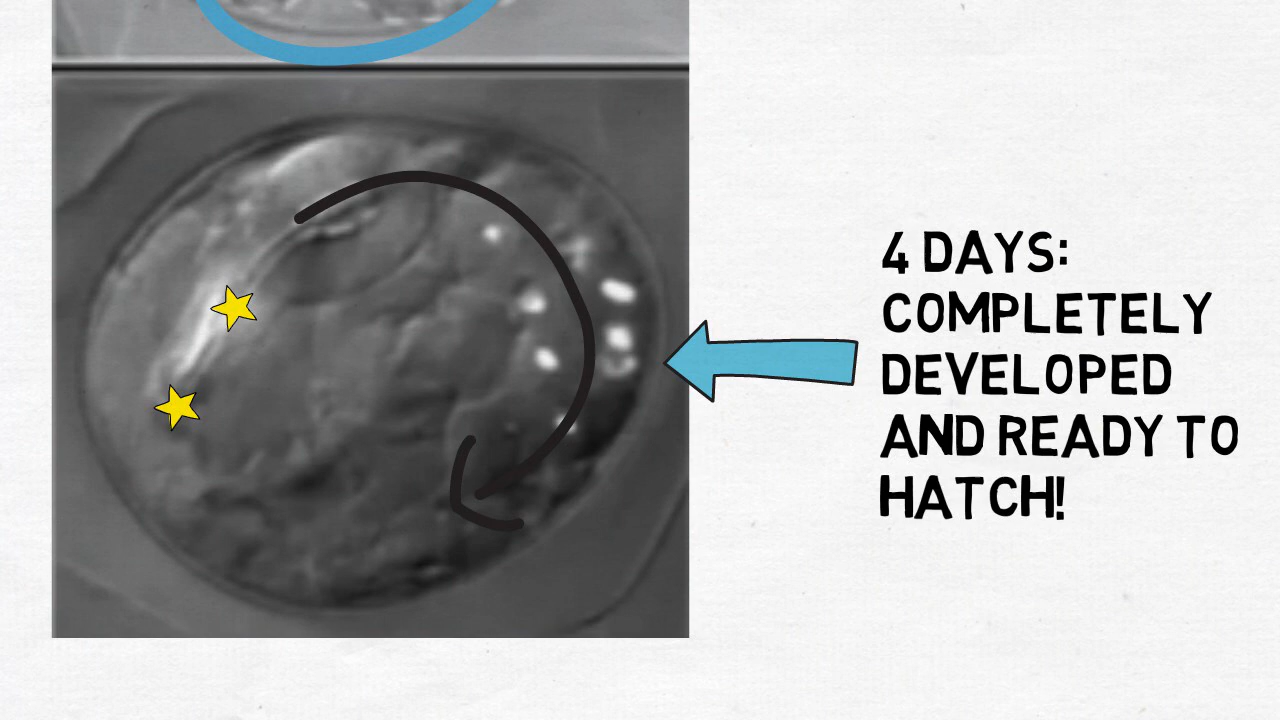 4 DAYS:
COMPLETELY
DEVELOPED
AND READY TO
HATCH!